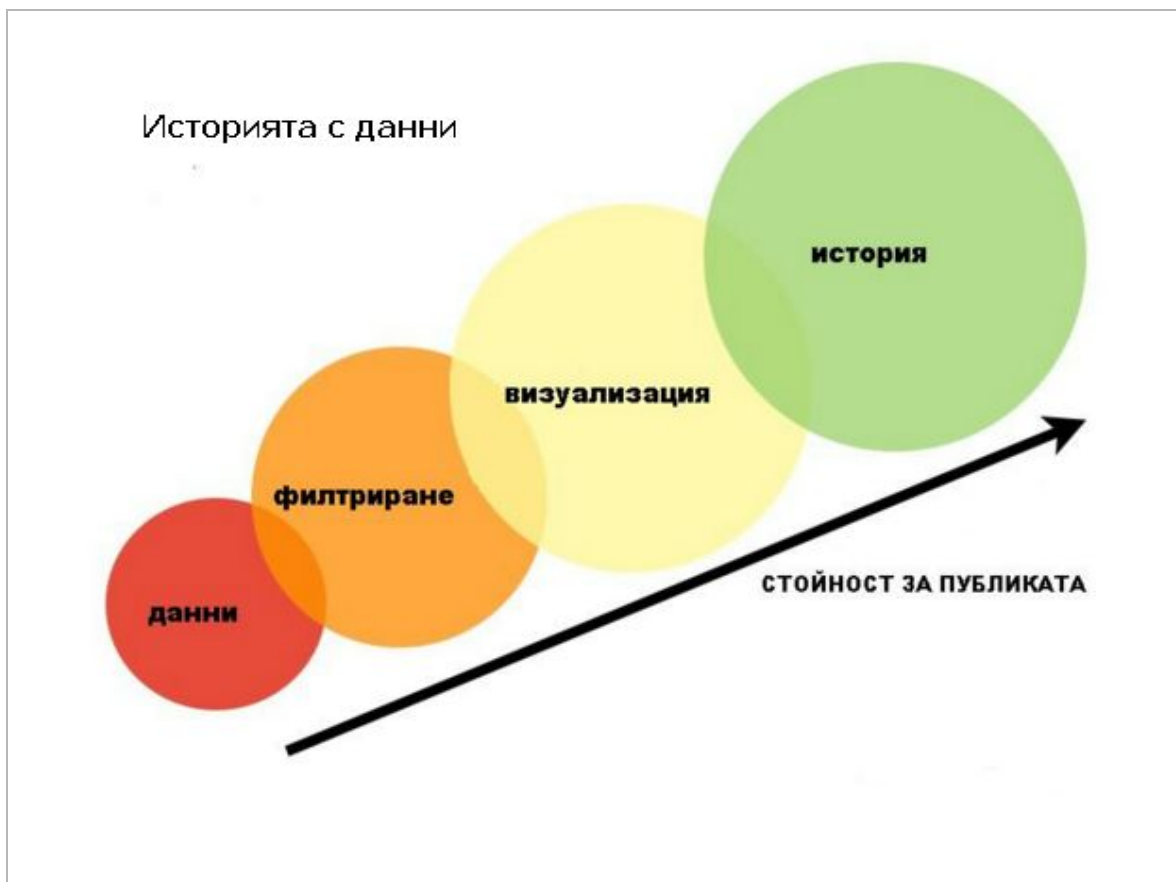 Историята с данни
история
визуализация
филтриране
данни
СТОЙНОСТ ЗА ПУБЛИКАТА